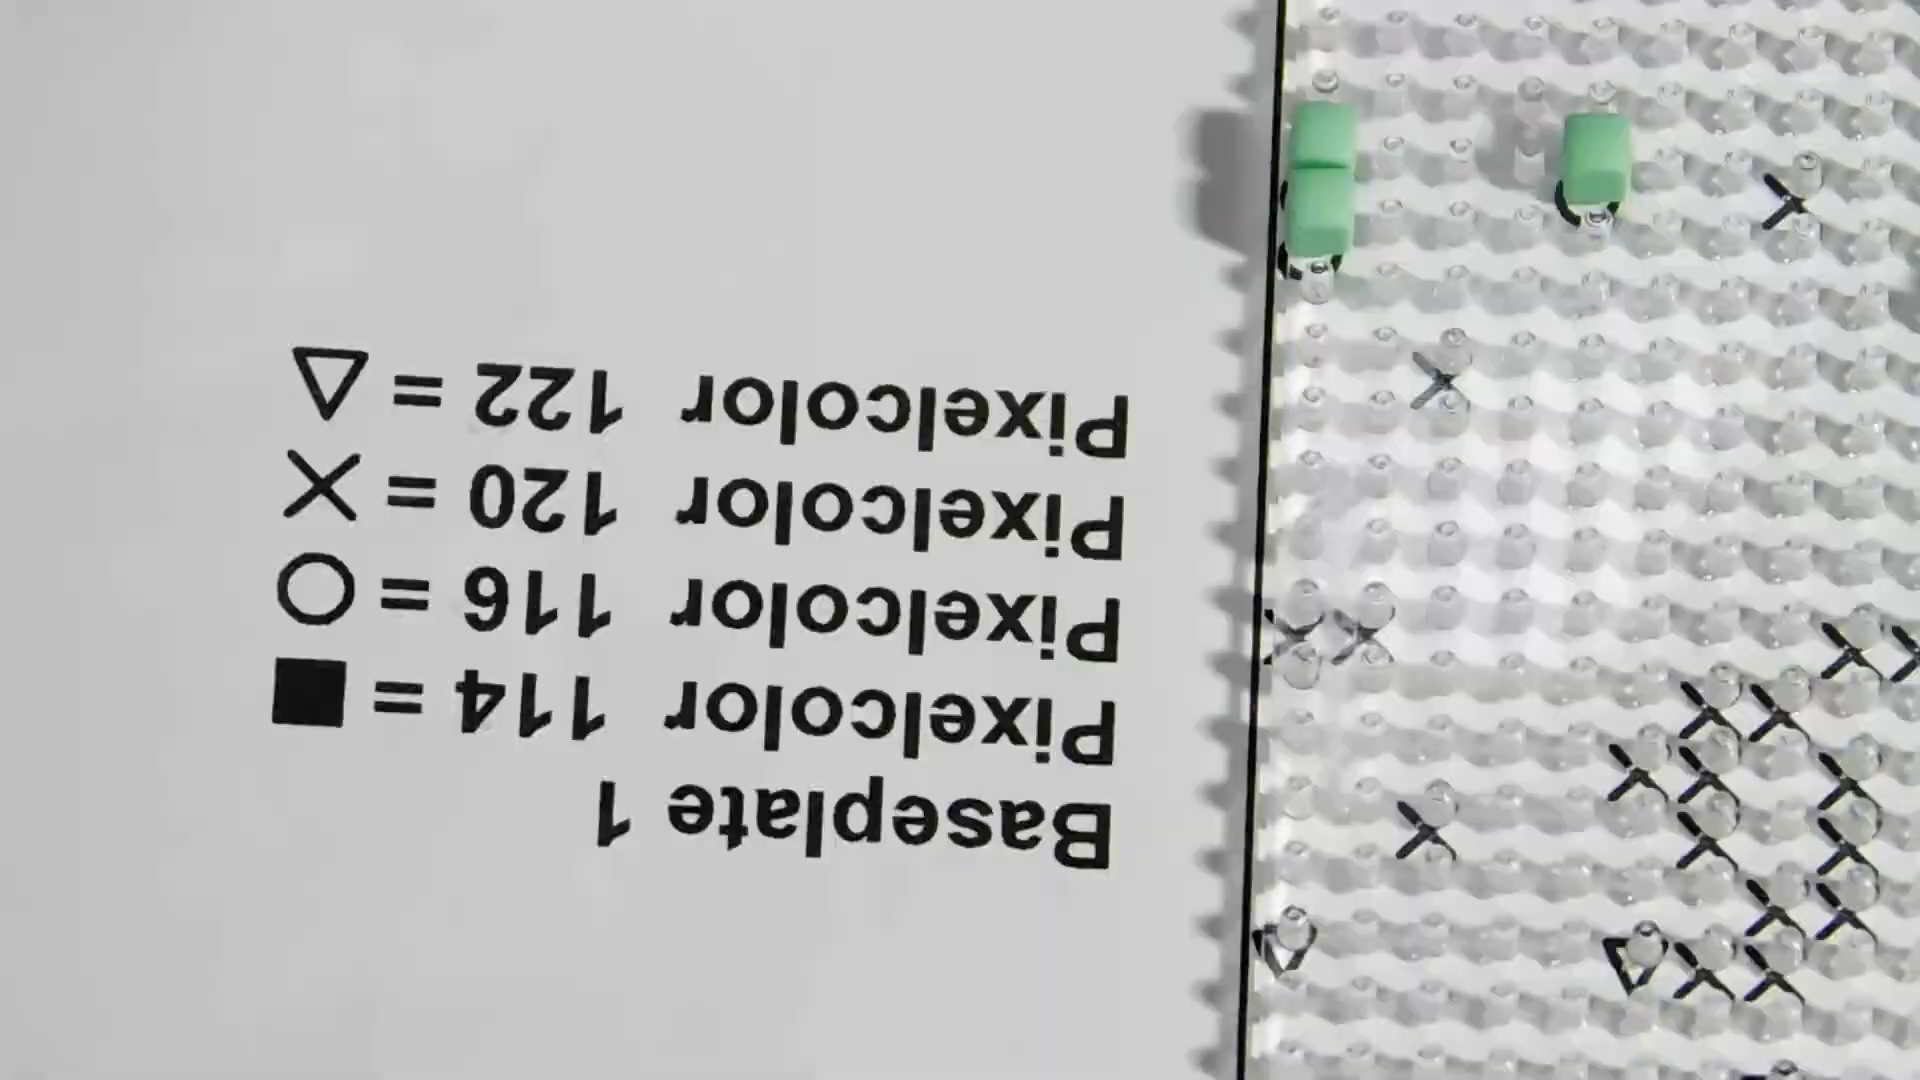 Baseplate 1
Pixelcolor 114 = ■
Pixelcolor 116 = ○
Pixelcolor 120 = ×
Pixelcolor 122 = △